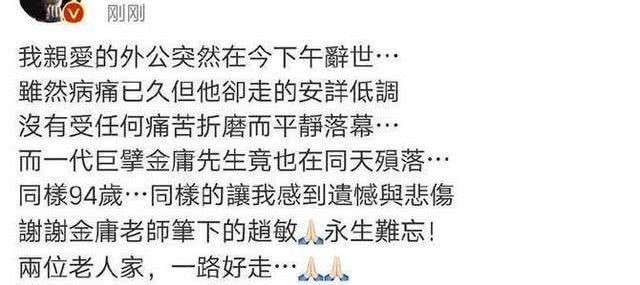 刚刚
我親愛的外公突然在今下午辭世…
雖然病痛已久但他卻走的安詳低調
沒有受任何痛苦折磨而平靜落幕…
而一代巨擘金庸先生竟也在同天殞落…
同樣94歲…同樣的讓我感到遺憾與悲傷
謝謝金庸老師筆下的趙敏🙏🏻永生難忘！
兩位老人家，一路好走…🙏🏻🙏🏻